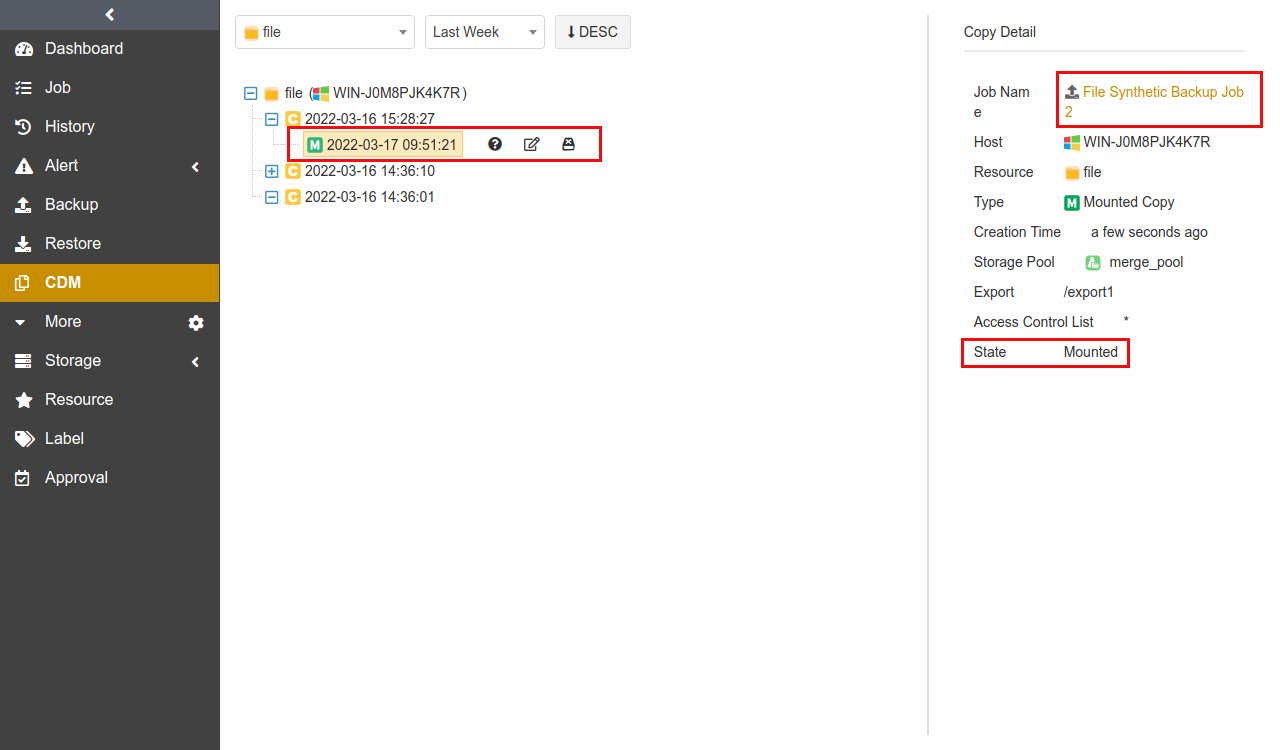 Dashboard
Job
History
Alert
Backup
Restore
CDM
More
Storage
Resource
Label
Approval
file
Last Week
DESC
file (WIN-J0M8PJK4K7R)
C 2022-03-16 15:28:27
M 2022-03-17 09:51:21
C 2022-03-16 14:36:10
C 2022-03-16 14:36:01
Copy Detail
Job Nam
e
File Synthetic Backup Job
2
Host WIN-J0M8PJK4K7R
Resource file
Type M Mounted Copy
Creation Time a few seconds ago
Storage Pool merge_pool
Export /export1
Access Control List *
State Mounted